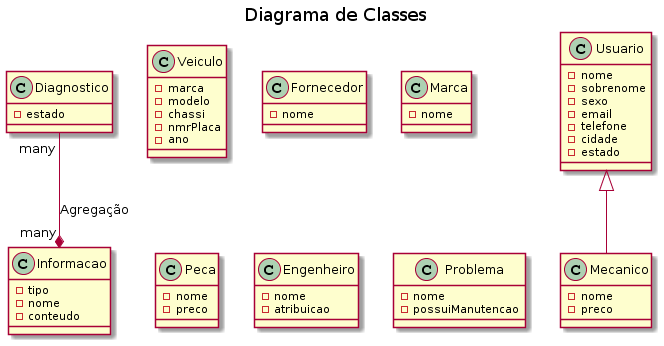 Diagrama de Classes
C Diagnostico
estado
C Veiculo
marca
modelo
chassi
nmrPlaca
ano
C Fornecedor
nome
C Marca
nome
C Usuario
nome
sobrenome
sexo
email
telefone
cidade
estado
many
Agregação
many
C Informacao
tipo
nome
conteudo
C Peca
nome
preco
C Engenheiro
nome
atribuicao
C Problema
nome
possuiManutencao
C Mecanico
nome
preco